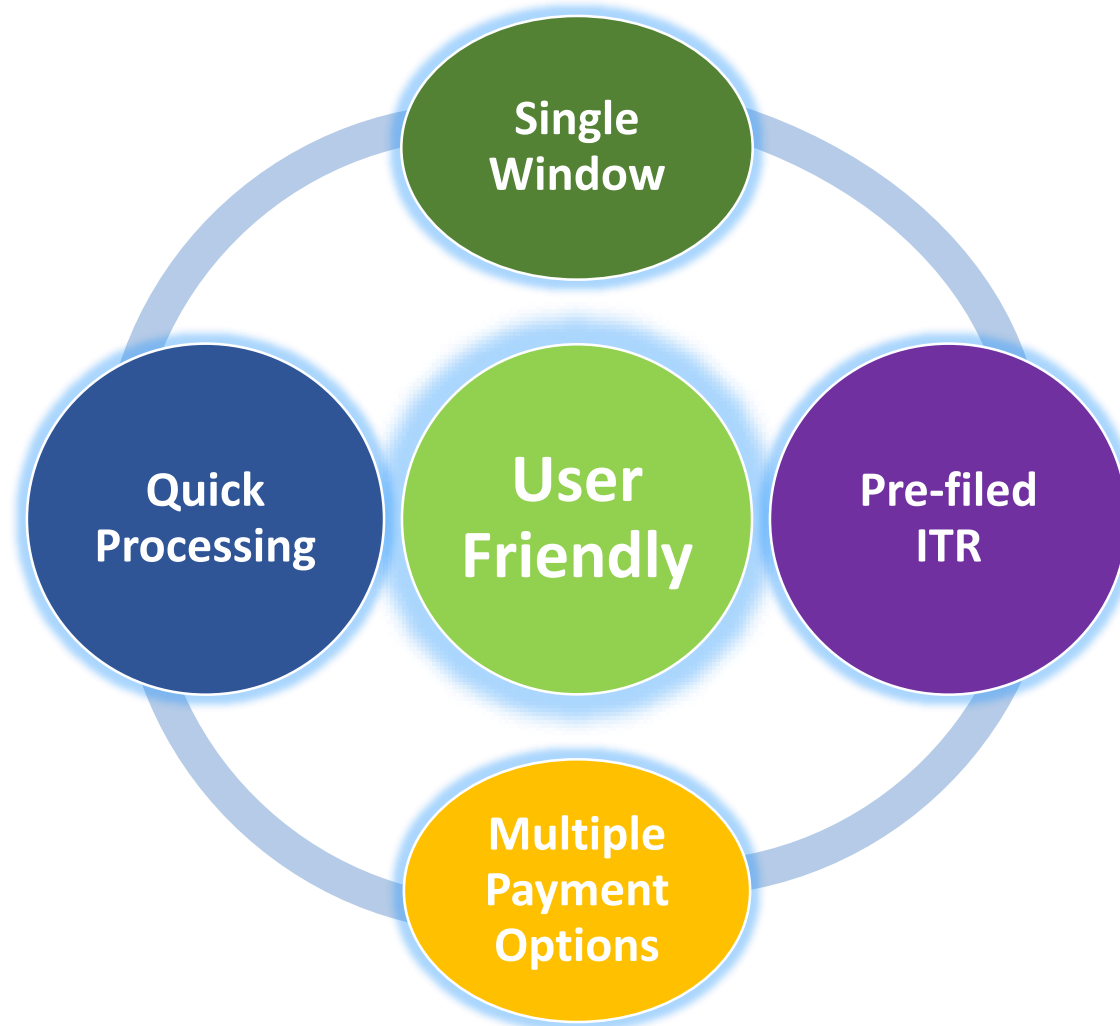 Single
Window
Quick
Processing
User
Friendly
Pre-filed
ITR
Multiple
Payment
Options